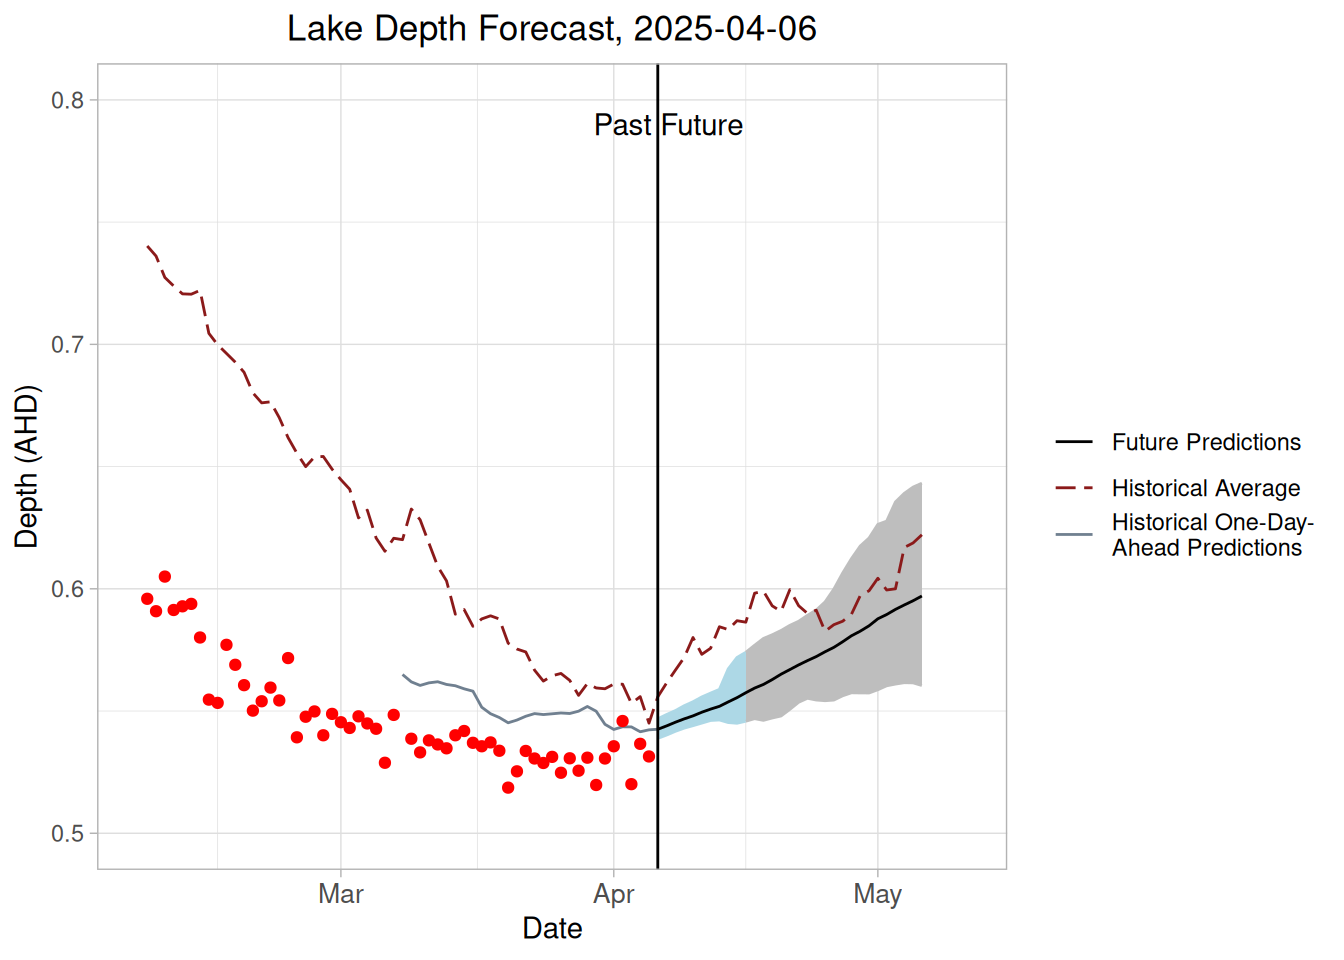 Lake Depth Forecast, 2025-04-06
Past Future
0.8
0.7
0.6
0.5
Depth (AHD)
Mar Apr May
Date
Future Predictions
Historical Average
Historical One-Day-
Ahead Predictions